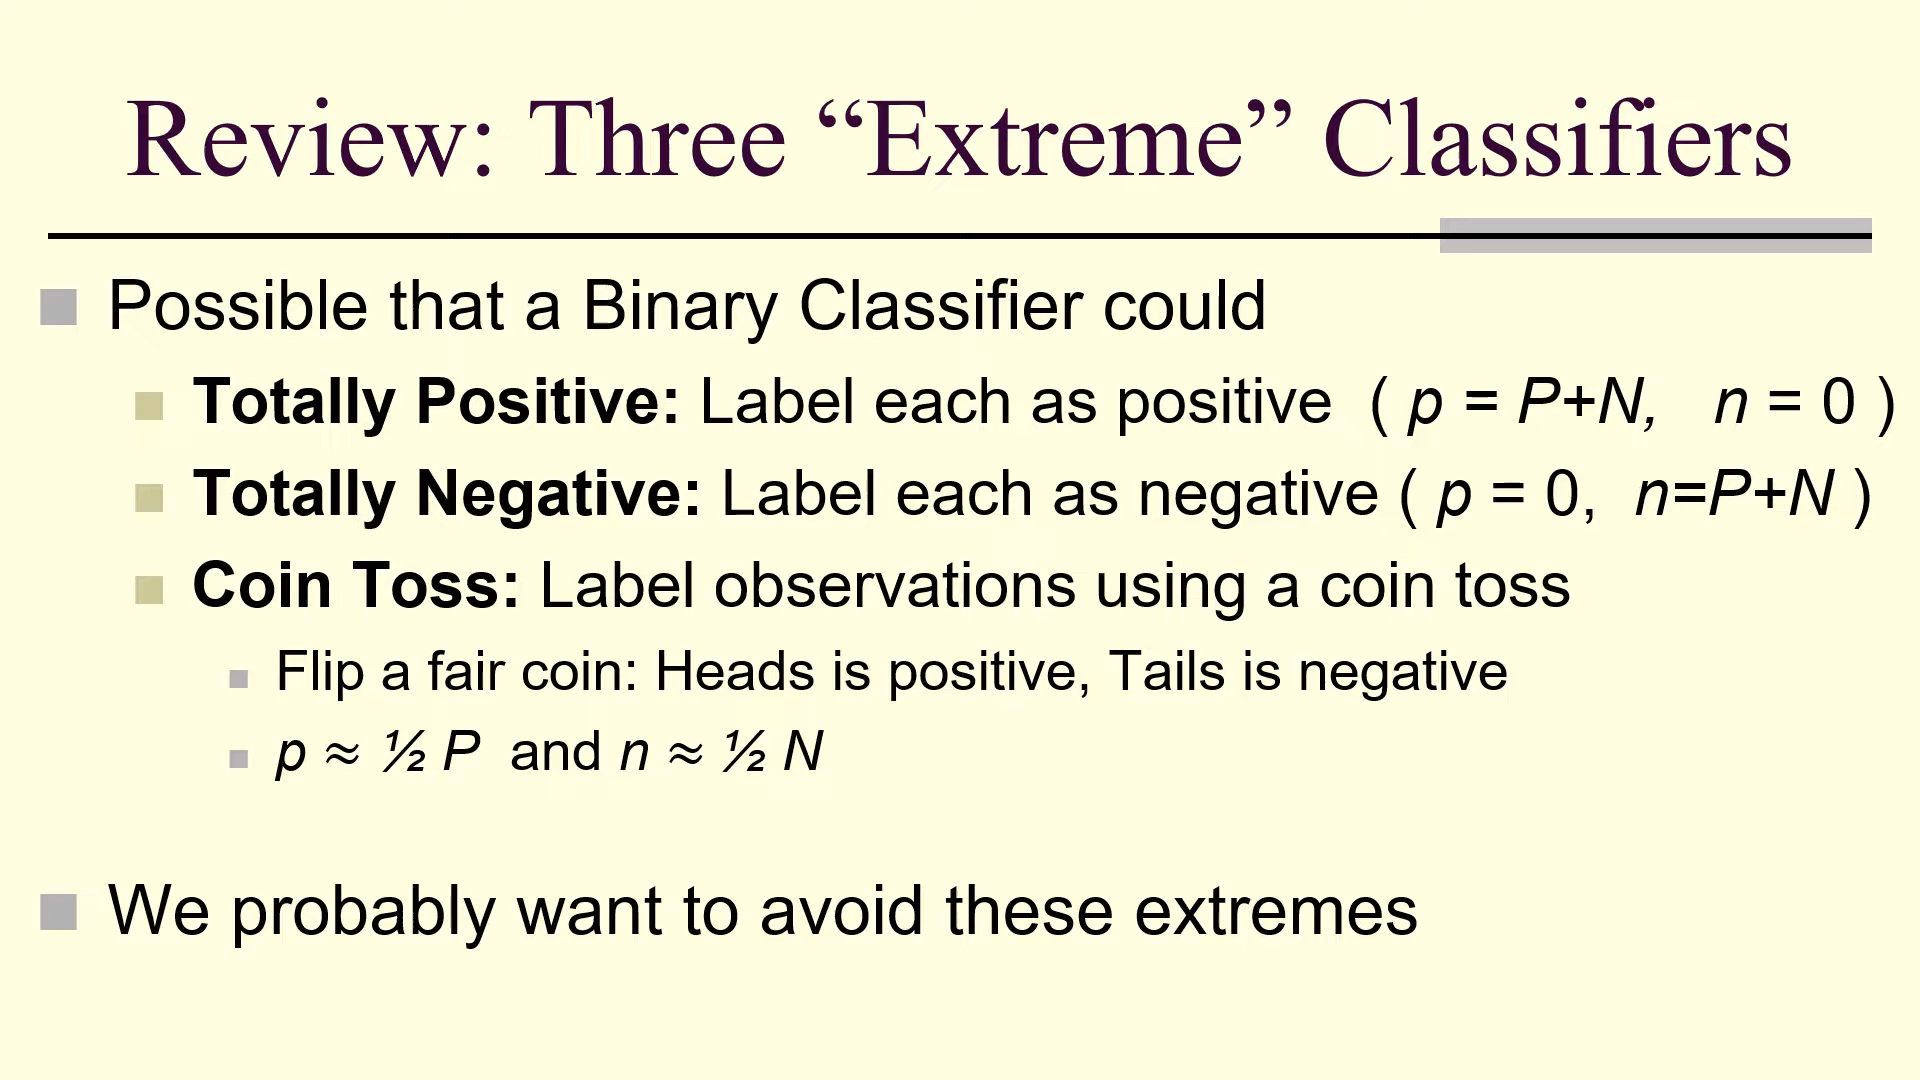 Review: Three “Extreme” Classifiers
Possible that a Binary Classifier could
Totally Positive: Label each as positive ( p = P+N, n = 0 )
Totally Negative: Label each as negative ( p = 0, n=P+N )
Coin Toss: Label observations using a coin toss
Flip a fair coin: Heads is positive, Tails is negative
p ≈ ½ P and n ≈ ½ N
We probably want to avoid these extremes